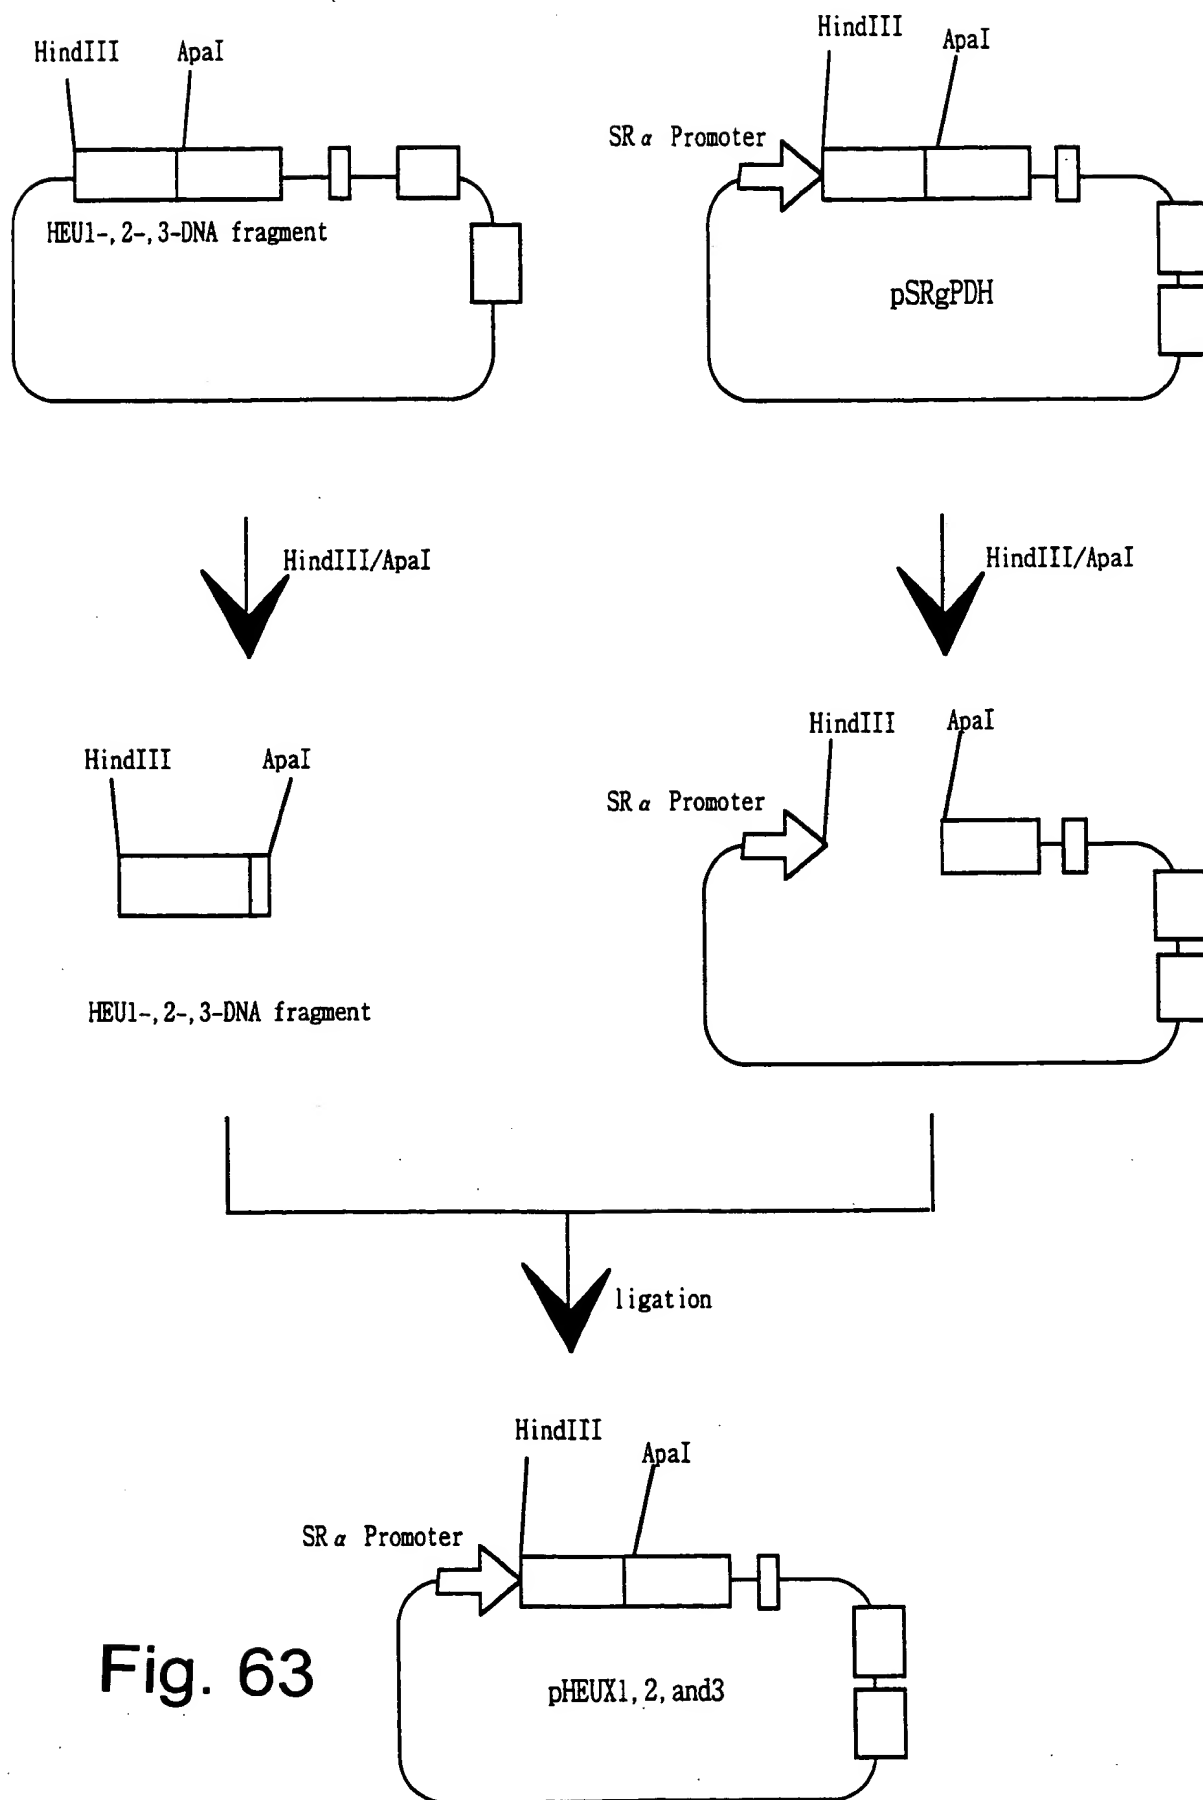 HindIII
ApaI
HEU1-,2-,3-DNA fragment
HindIII
ApaI
SRα Promoter
pSRgPDH
HindIII/ApaI
HindIII/ApaI
HindIII
ApaI
HEU1-,2-,3-DNA fragment
HindIII
ApaI
SRα Promoter
ligation
HindIII
ApaI
SRα Promoter
pHEUX1,2,and3
Fig. 63